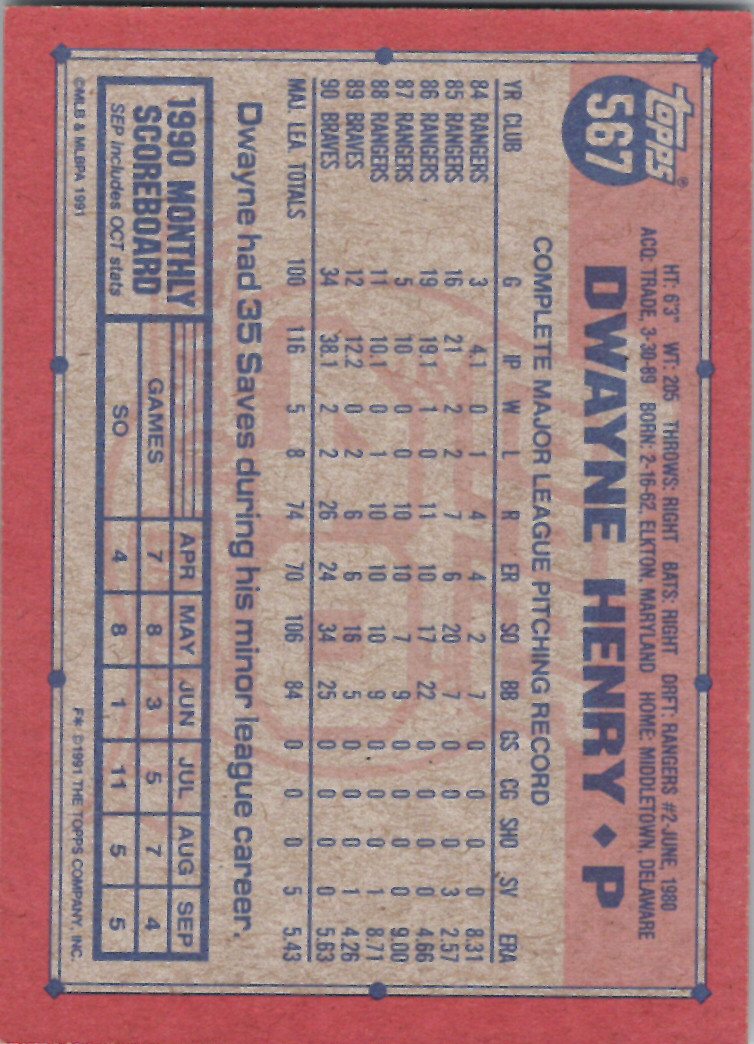 topps®
567
HT: 6'3" WT: 205 THROWS: RIGHT BATS: RIGHT DRFT: RANGERS #2-JUNE, 1980
ACQ: TRADE, 3-30-89 BORN: 2-16-62, ELKTON, MARYLAND HOME: MIDDLETOWN, DELAWARE
DWAYNE HENRY ♦ P
COMPLETE MAJOR LEAGUE PITCHING RECORD
YR CLUB G IP W L R ER SO BB GS CG SHO SV ERA
84 RANGERS 3 4.1 0 1 4 4 2 7 0 0 0 0 8.31
85 RANGERS 16 21 2 2 7 6 20 7 0 0 0 3 2.57
86 RANGERS 19 19.1 1 0 11 10 17 22 0 0 0 0 4.66
87 RANGERS 5 10 0 0 10 10 7 9 0 0 0 0 9.00
88 RANGERS 11 10.1 0 1 10 10 10 9 0 0 0 1 8.71
89 BRAVES 12 12.2 0 2 6 6 16 5 0 0 0 1 4.26
90 BRAVES 34 38.1 2 2 26 24 34 25 0 0 0 0 5.63
MAJ. LEA. TOTALS 100 116 5 8 74 70 106 84 0 0 0 5 5.43
Dwayne had 35 Saves during his minor league career.
1990 MONTHLY
SCOREBOARD
SEP includes OCT stats
APR MAY JUN JUL AUG SEP
GAMES 7 8 3 5 7 4
SO 4 8 1 11 5 5
©MLB & MLBPA 1991
F* ©1991 THE TOPPS COMPANY, INC.